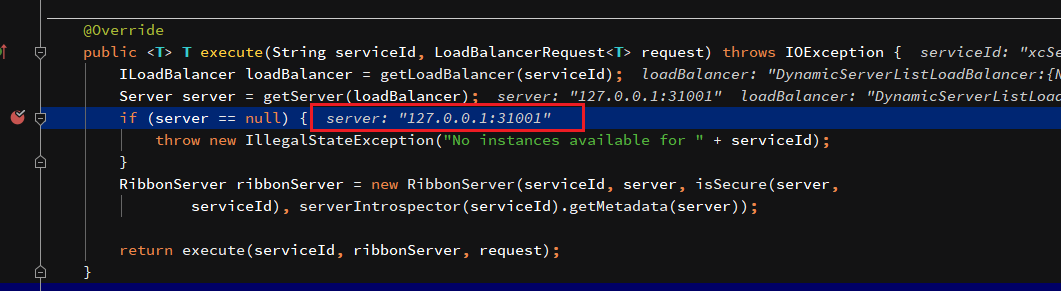 @Override
public <T> T execute(String serviceId, LoadBalancerRequest<T> request) throws IOException { serviceId: "xcSe
ILoadBalancer loadBalancer = getLoadBalancer(serviceId); loadBalancer: "DynamicServerListLoadBalancer:{N
Server server = getServer(loadBalancer); server: "127.0.0.1:31001" loadBalancer: "DynamicServerListLoad
if (server == null) { server: "127.0.0.1:31001"
throw new IllegalStateException("No instances available for " + serviceId);
}
RibbonServer ribbonServer = new RibbonServer(serviceId, server, isSecure(server,
serviceId), serverIntrospector(serviceId).getMetadata(server));
return execute(serviceId, ribbonServer, request);
}